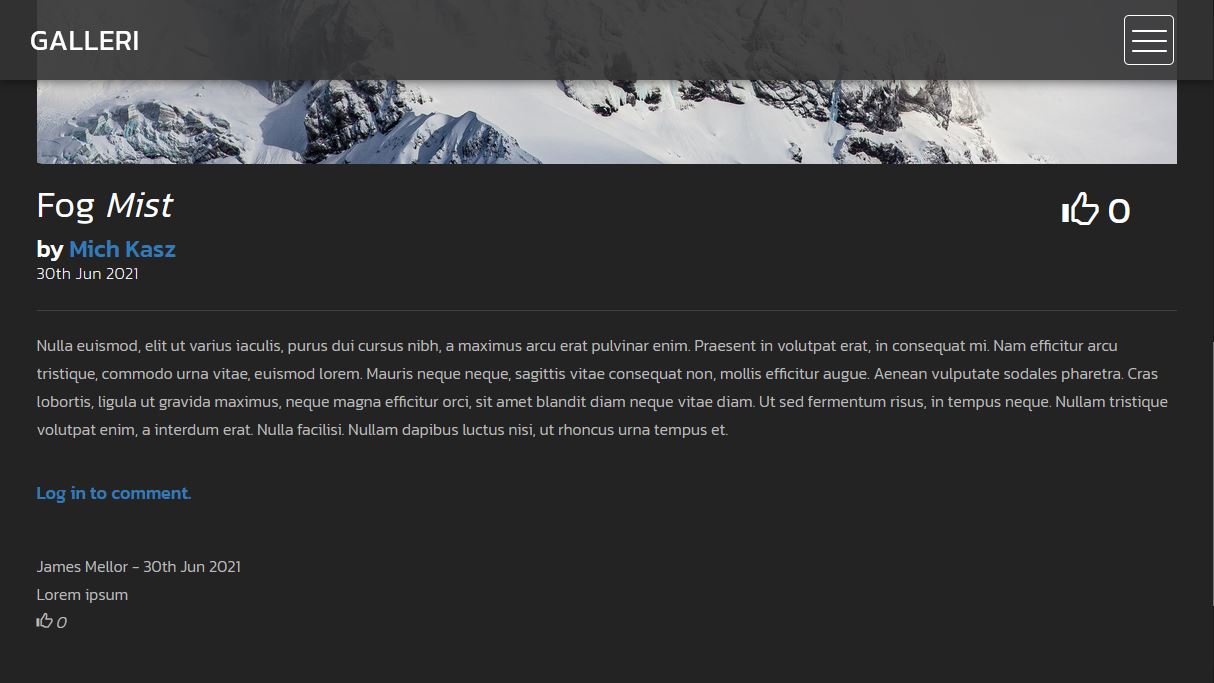 GALLERI
Fog Mist
0
by Mich Kasz
30th Jun 2021
Nulla euismod, elit ut varius iaculis, purus dui cursus nibh, a maximus arcu erat pulvinar enim. Praesent in volutpat erat, in consequat mi. Nam efficitur arcu
tristique, commodo urna vitae, euismod lorem. Mauris neque neque, sagittis vitae consequat non, mollis efficitur augue. Aenean vulputate sodales pharetra. Cras
lobortis, ligula ut gravida maximus, neque magna efficitur orci, sit amet blandit diam neque vitae diam. Ut sed fermentum risus, in tempus neque. Nullam tristique
volutpat enim, a interdum erat. Nulla facilisi. Nullam dapibus luctus nisi, ut rhoncus urna tempus et.
Log in to comment.
James Mellor - 30th Jun 2021
Lorem ipsum
0